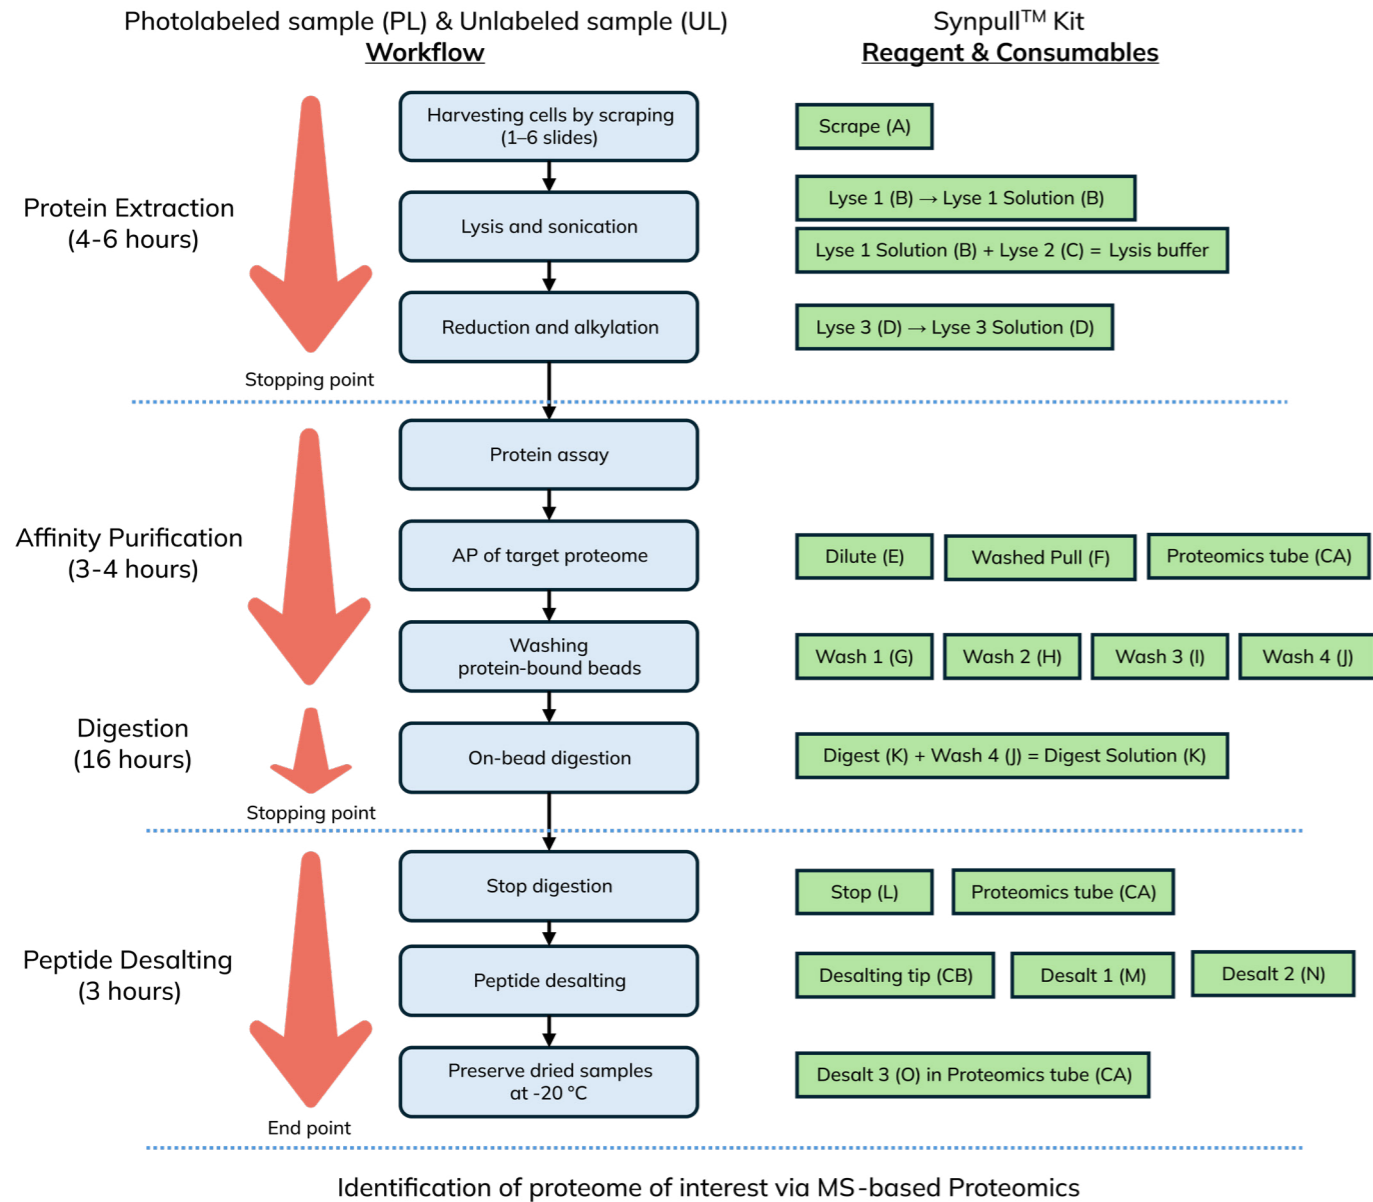 Photolabeled sample (PL) & Unlabeled sample (UL)
Workflow
Synpull™ Kit
Reagent & Consumables
Protein Extraction
(4-6 hours)
Harvesting cells by scraping
(1–6 slides)
Scrape (A)
Lysis and sonication
Lyse 1 (B) → Lyse 1 Solution (B)
Lyse 1 Solution (B) + Lyse 2 (C) = Lysis buffer
Reduction and alkylation
Lyse 3 (D) → Lyse 3 Solution (D)
Stopping point
Affinity Purification
(3-4 hours)
Protein assay
AP of target proteome
Dilute (E)
Washed Pull (F)
Proteomics tube (CA)
Washing
protein-bound beads
Wash 1 (G)
Wash 2 (H)
Wash 3 (I)
Wash 4 (J)
Digestion
(16 hours)
On-bead digestion
Digest (K) + Wash 4 (J) = Digest Solution (K)
Stopping point
Peptide Desalting
(3 hours)
Stop digestion
Stop (L)
Proteomics tube (CA)
Peptide desalting
Desalting tip (CB)
Desalt 1 (M)
Desalt 2 (N)
Preserve dried samples
at -20 °C
Desalt 3 (O) in Proteomics tube (CA)
End point
Identification of proteome of interest via MS-based Proteomics